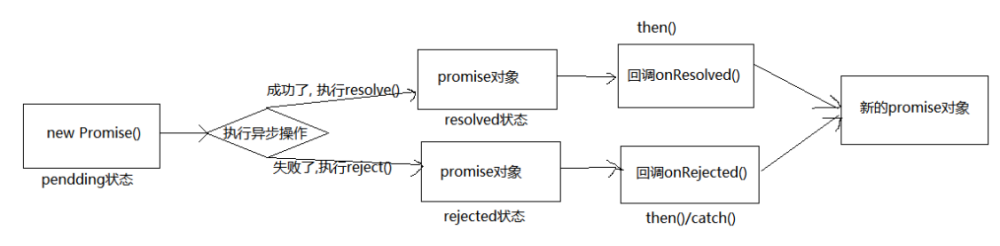 then()
成功了, 执行resolve()
promise对象
回调onResolved()
resolved状态
new Promise()
pendding状态
执行异步操作
新的promise对象
失败了,执行reject()
promise对象
回调onRejected()
rejected状态
then()/catch()